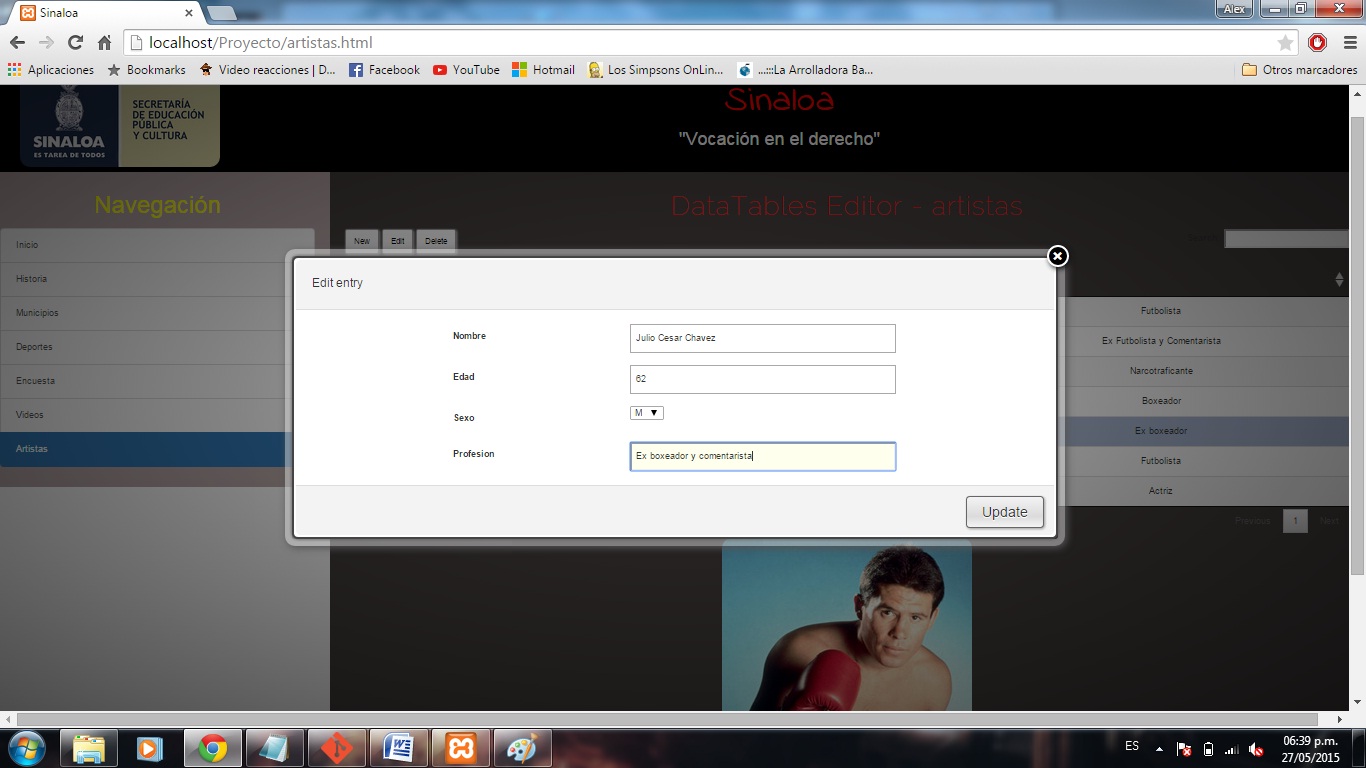 Sinaloa
Alex
localhost/Proyecto/artistas.html
Aplicaciones Bookmarks Video reacciones | D... Facebook YouTube Hotmail Los Simpsons OnLin... ...:::La Arrolladora Ba... Otros marcadores
SINALOA
ES TAREA DE TODOS
SECRETARÍA
DE EDUCACIÓN
PÚBLICA
Y CULTURA
Sinaloa
"Vocación en el derecho"
Navegación
Inicio
Historia
Municipios
Deportes
Encuesta
Videos
Artistas
DataTables Editor - artistas
New Edit Delete
Edit entry
Nombre Julio Cesar Chavez
Edad 62
Sexo M
Profesion Ex boxeador y comentarista
Update
Futbolista
Ex Futbolista y Comentarista
Narcotraficante
Boxeador
Ex boxeador
Futbolista
Actriz
Previous 1 Next
ES
06:39 p.m.
27/05/2015